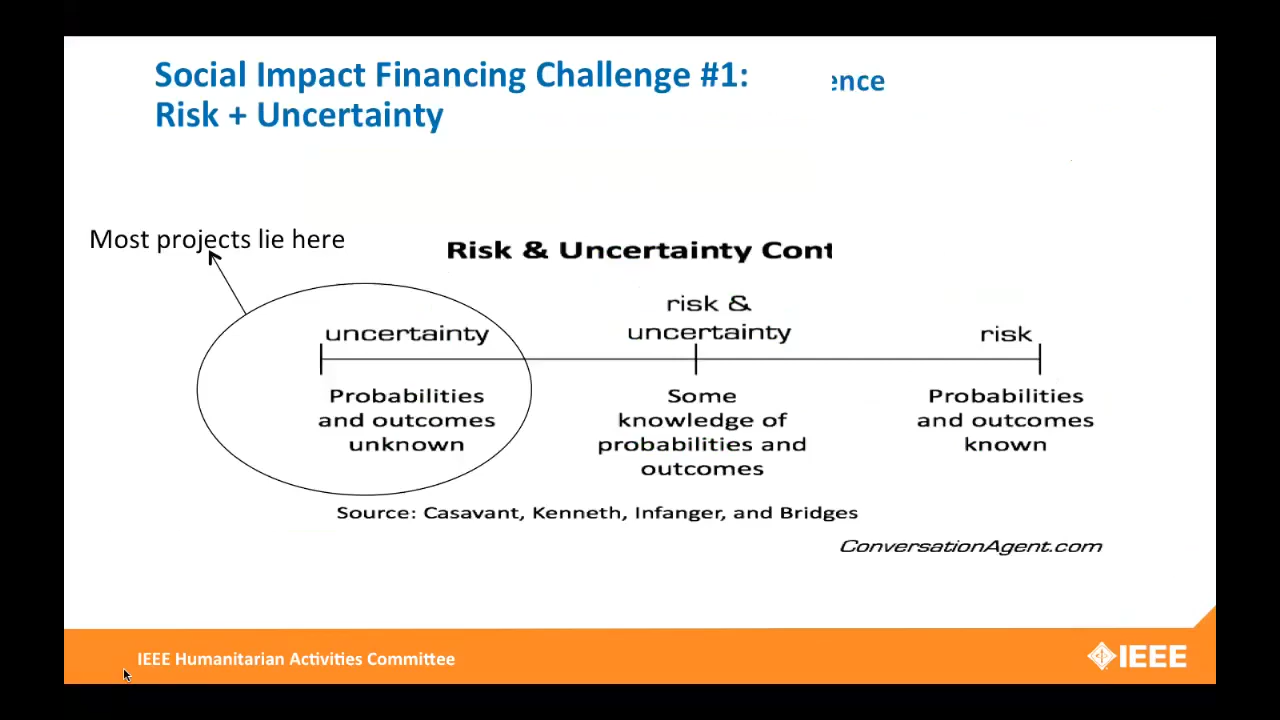 Social Impact Financing Challenge #1:
ence
Risk + Uncertainty
Most projects lie here
Risk & Uncertainty Cont
risk &
uncertainty
uncertainty
risk
Probabilities
and outcomes
unknown
Some
knowledge of
probabilities and
outcomes
Probabilities
and outcomes
known
Source: Casavant, Kenneth, Infanger, and Bridges
ConversationAgent.com
IEEE Humanitarian Activities Committee
IEEE